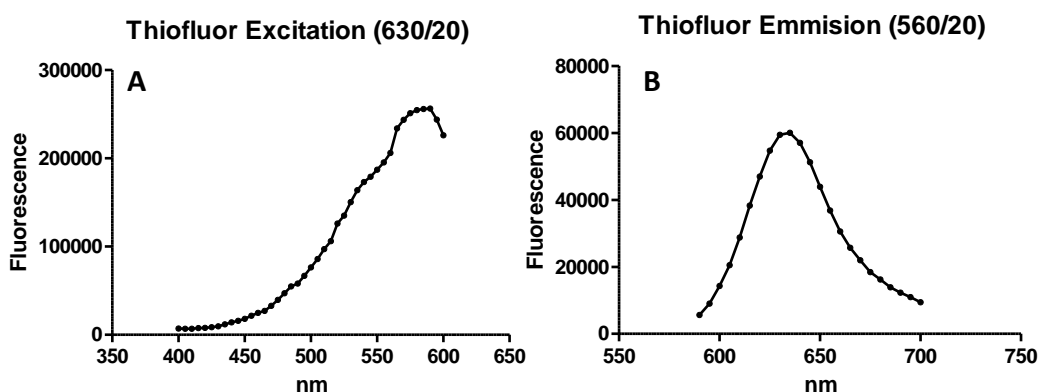 Thiofluor Excitation (630/20)
A
300000
200000
100000
0
Fluorescence
350 400 450 500 550 600 650
nm
Thiofluor Emmision (560/20)
B
80000
60000
40000
20000
0
Fluorescence
550 600 650 700 750
nm